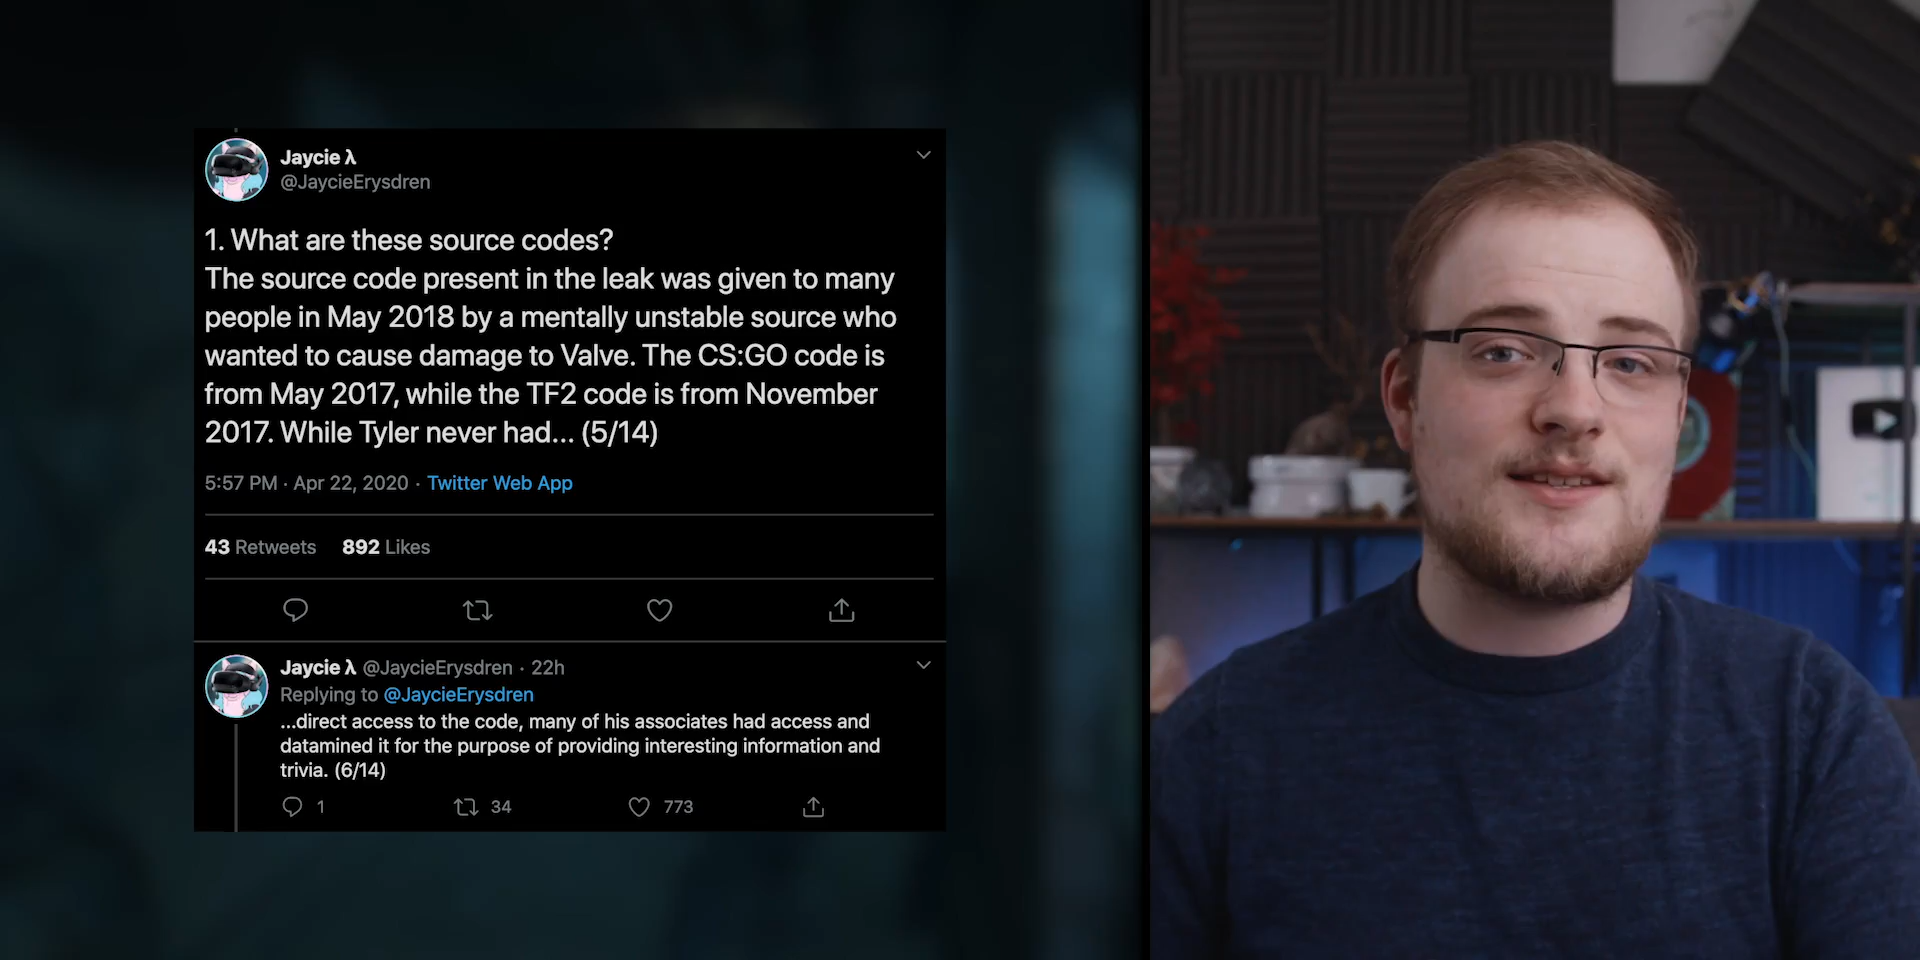 Jaycie λ
@JaycieErysdren
1. What are these source codes?
The source code present in the leak was given to many
people in May 2018 by a mentally unstable source who
wanted to cause damage to Valve. The CS:GO code is
from May 2017, while the TF2 code is from November
2017. While Tyler never had... (5/14)
5:57 PM · Apr 22, 2020 · Twitter Web App
43 Retweets 892 Likes
Jaycie λ @JaycieErysdren · 22h
Replying to @JaycieErysdren
...direct access to the code, many of his associates had access and
datamined it for the purpose of providing interesting information and
trivia. (6/14)
1 34 773